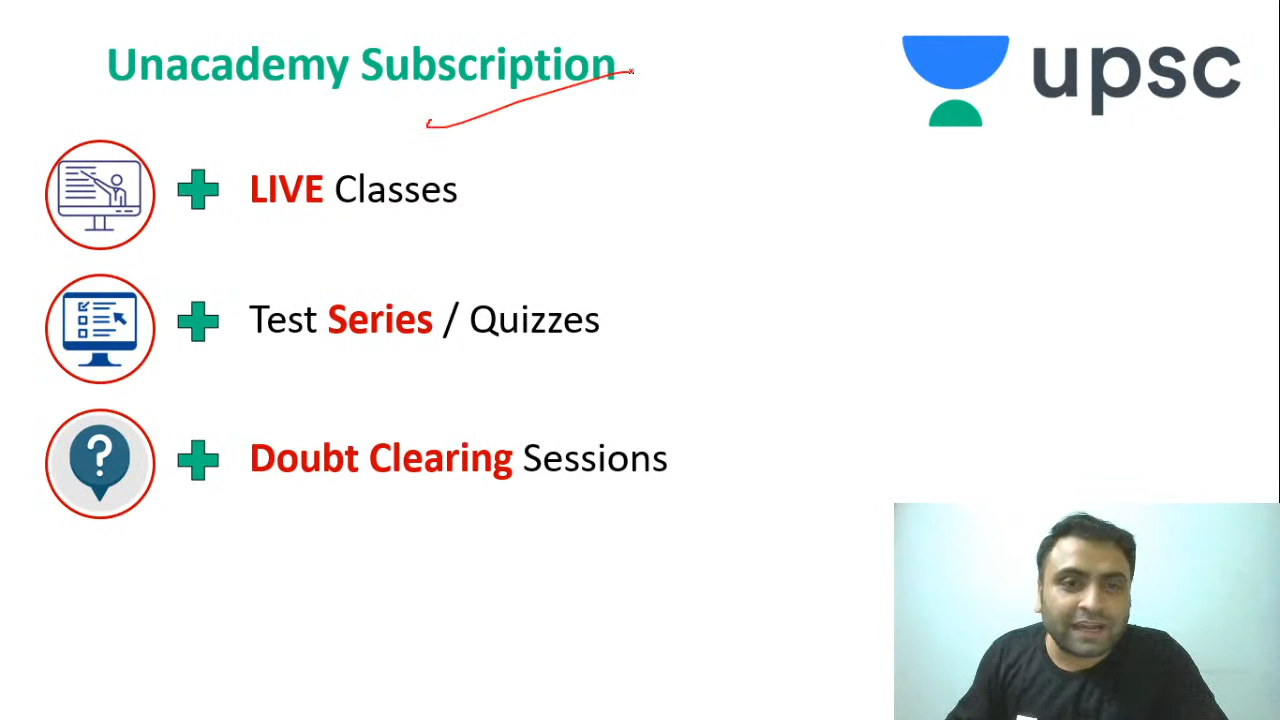 Unacademy Subscription
upsc
LIVE Classes
Test Series / Quizzes
Doubt Clearing Sessions
?